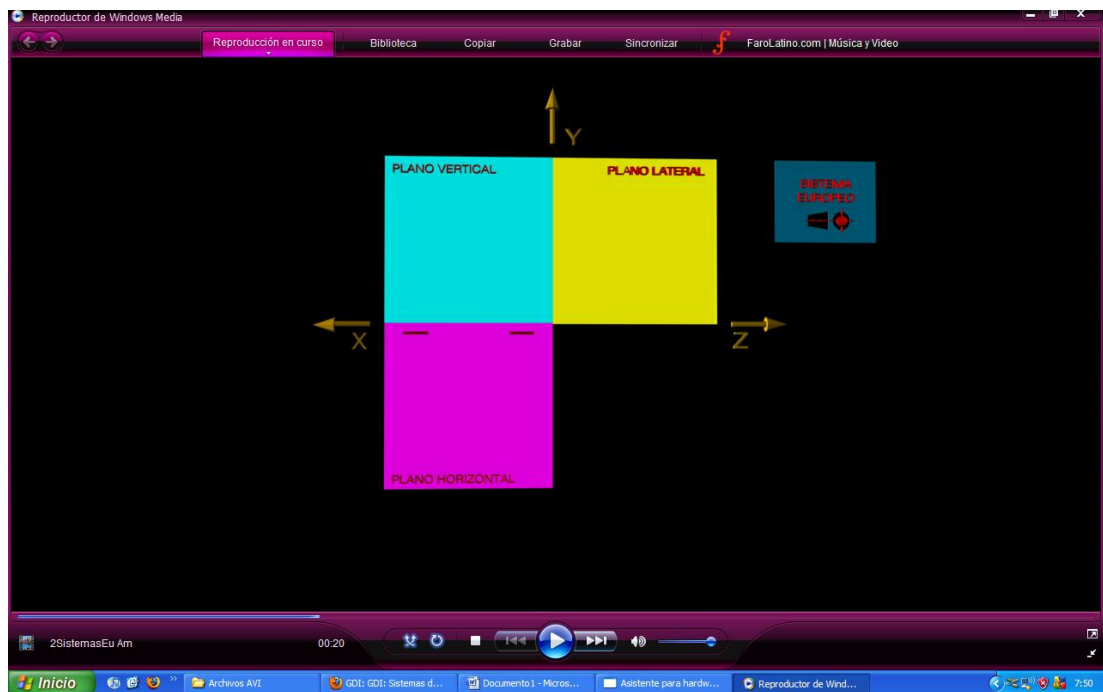 Reproductor de Windows Media
Reproducción en curso
Biblioteca
Copiar
Grabar
Sincronizar
FaroLatino.com | Música y Video
Y
PLANO VERTICAL
PLANO LATERAL
SISTEMA
EUROPEO
X
Z
PLANO HORIZONTAL
2SistemasEu Am
00:20
Inicio
Archivos AVI
GDI: GDI: Sistemas d...
Documento1 - Micros...
Asistente para hardw...
Reproductor de Wind...
7:50